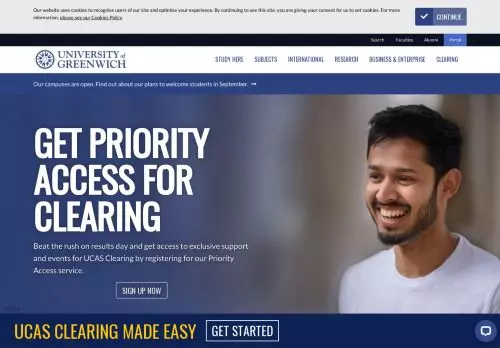 Our website uses cookies to recognise users of our site and optimise your experience. By continuing to use this site, you are giving your consent for us to set cookies. For more
information, please see our Cookies Policy.
CONTINUE
Search Faculties Alumni Portal
UNIVERSITY of
GREENWICH
STUDY HERE SUBJECTS INTERNATIONAL RESEARCH BUSINESS & ENTERPRISE CLEARING
Our campuses are open. Find out about our plans to welcome students in September. →
GET PRIORITY
ACCESS FOR
CLEARING
Beat the rush on results day and get access to exclusive support
and events for UCAS Clearing by registering for our Priority
Access service.
SIGN UP NOW
UCAS CLEARING MADE EASY GET STARTED